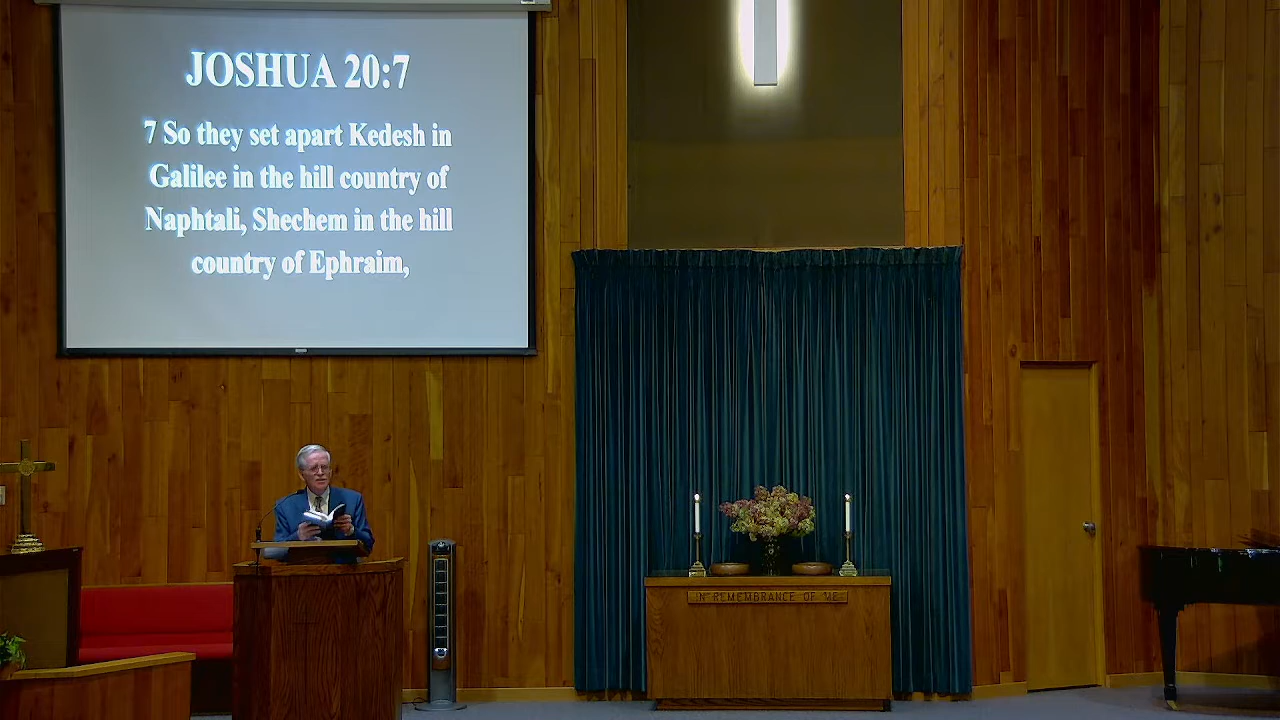 JOSHUA 20:7
7 So they set apart Kedesh in
Galilee in the hill country of
Naphtali, Shechem in the hill
country of Ephraim,
IN REMEMBRANCE OF ME